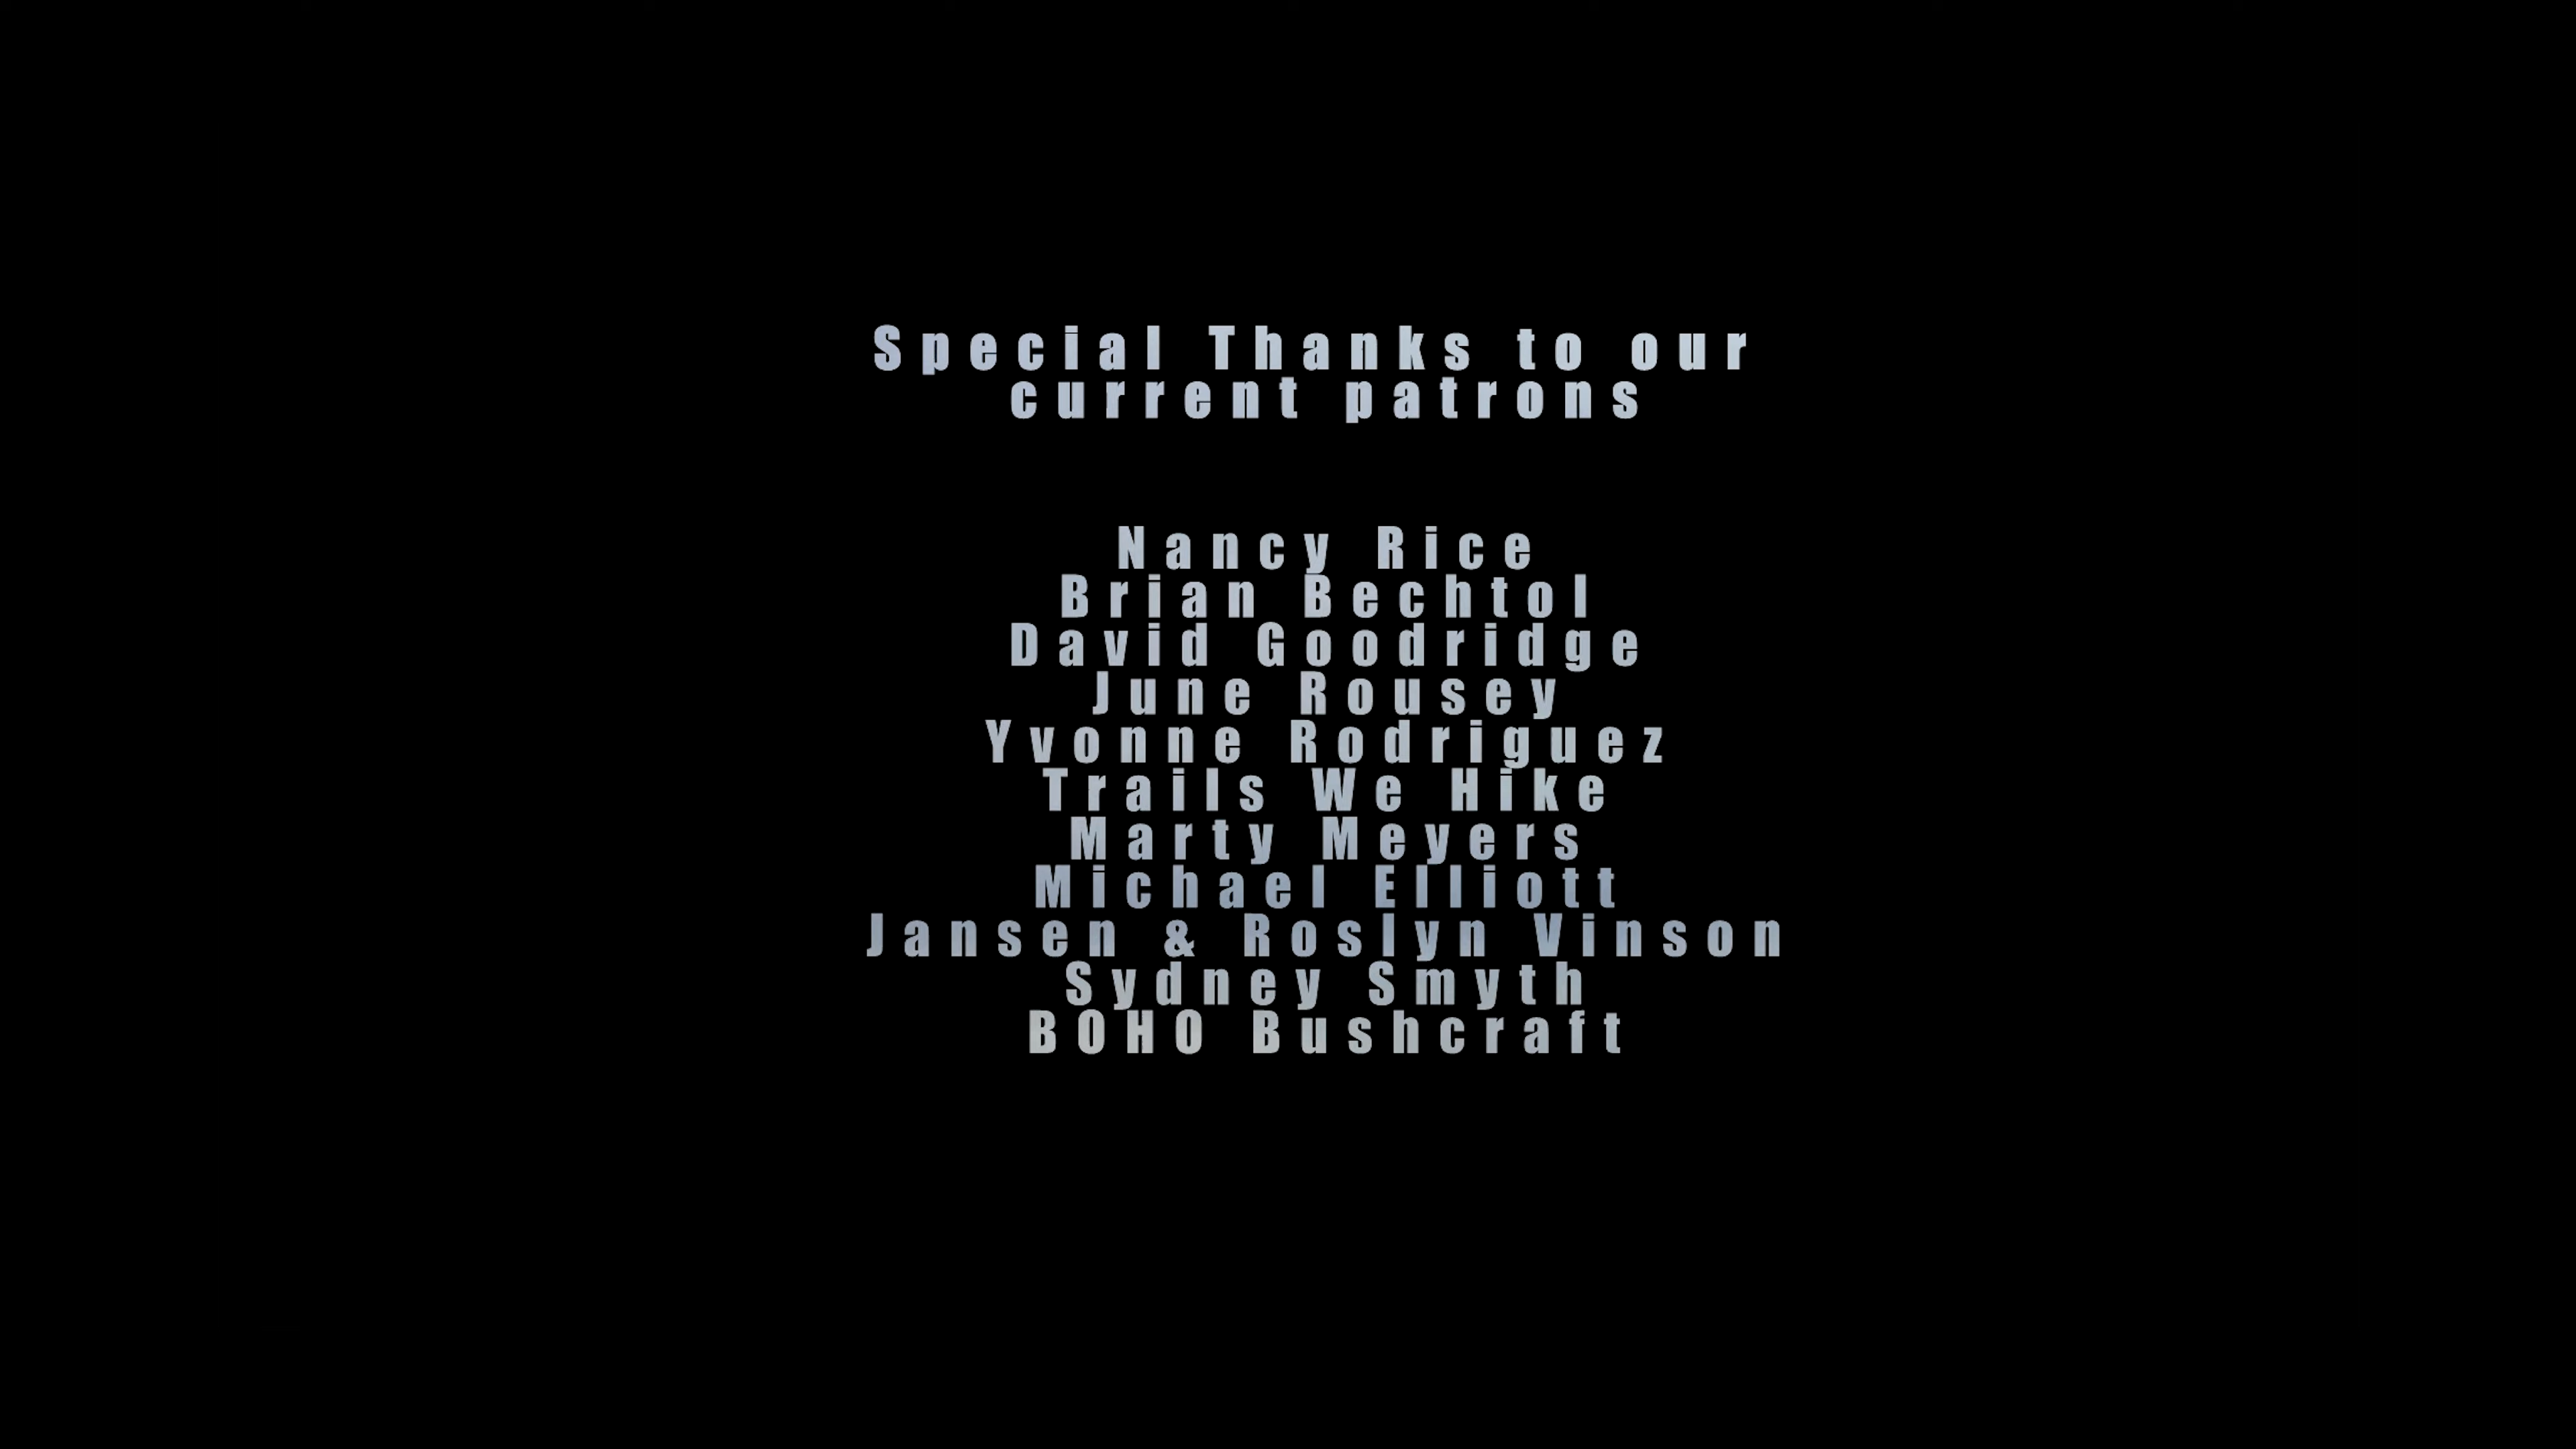 Special Thanks to our
current patrons
Nancy Rice
Brian Bechtol
David Goodridge
June Rousey
Yvonne Rodriguez
Trails We Hike
Marty Meyers
Michael Elliott
Jansen & Roslyn Vinson
Sydney Smyth
BOHO Bushcraft